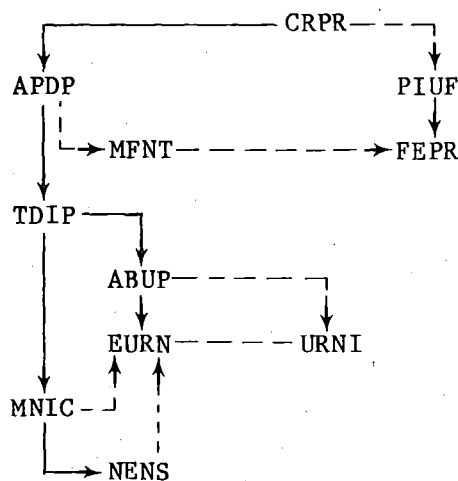 CRPR
APDP PIUF
MFNT FEPR
TDIP
ABUP
EURN URNI
MNIC
NENS